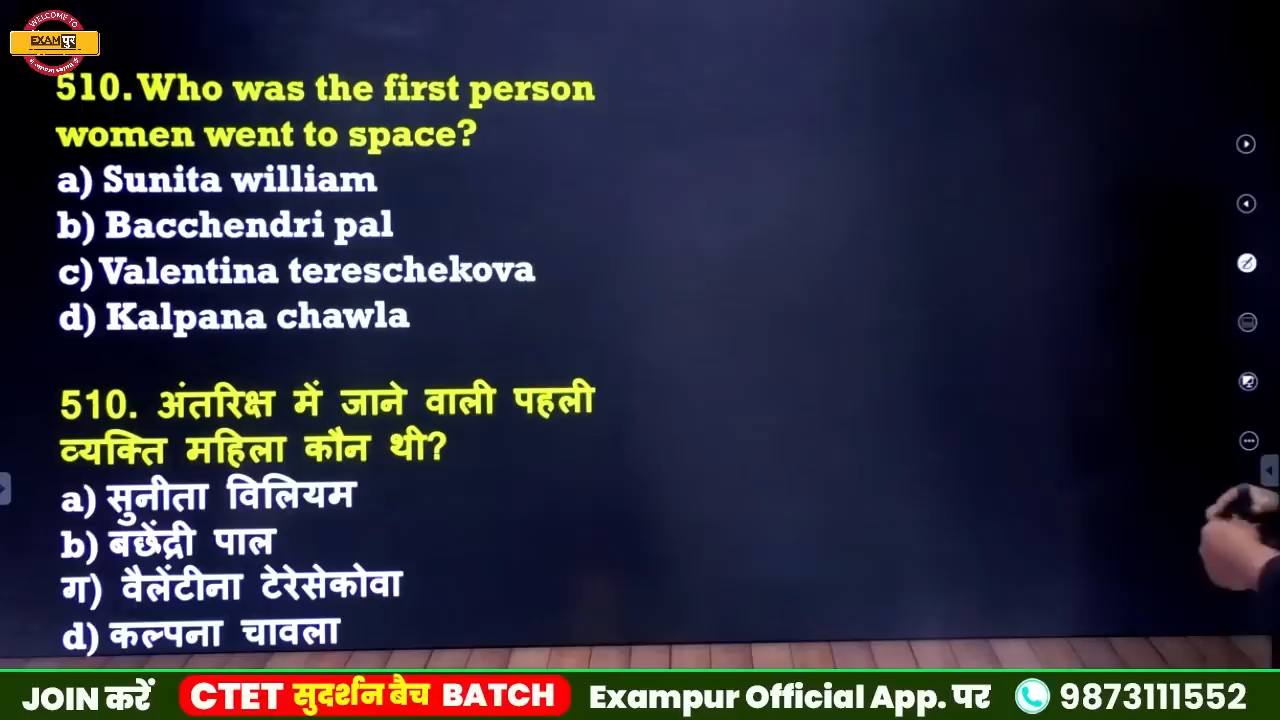 WELCOME TO
EXAMपुर
510. Who was the first person
women went to space?
a) Sunita william
b) Bacchendri pal
c) Valentina tereschekova
d) Kalpana chawla
510. अंतरिक्ष में जाने वाली पहली
व्यक्ति महिला कौन थी?
a) सुनीता विलियम
b) बछेंद्री पाल
ग) वैलेंटीना टेरेसेकोवा
d) कल्पना चावला
JOIN करें CTET सुदर्शन बैच BATCH Exampur Official App. पर 9873111552